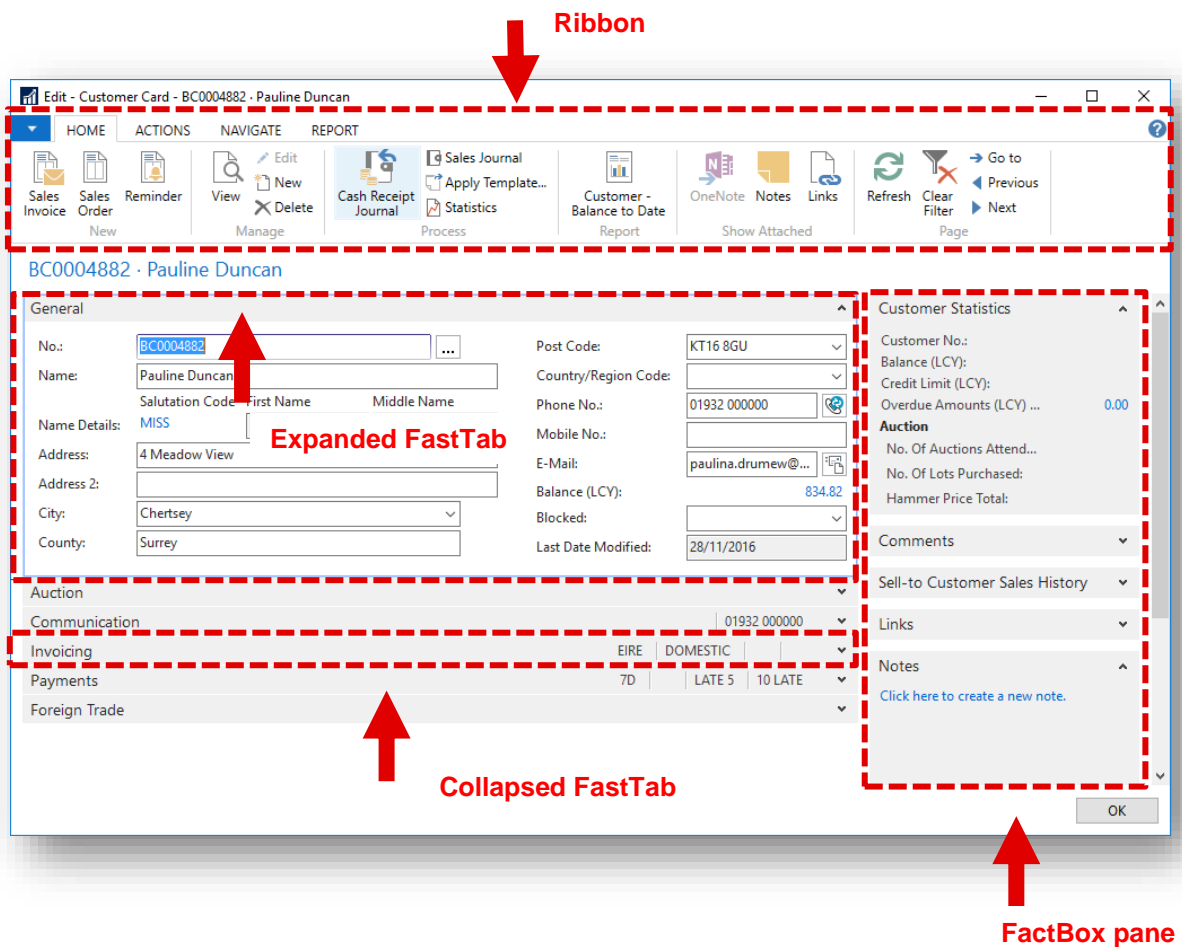 Ribbon
Edit - Customer Card - BC0004882 · Pauline Duncan
HOME ACTIONS NAVIGATE REPORT
Sales Invoice
Sales Order
Reminder
New
View
Edit
New
Delete
Manage
Cash Receipt Journal
Sales Journal
Apply Template...
Statistics
Process
Customer - Balance to Date
Report
OneNote
Notes
Links
Show Attached
Refresh
Clear Filter
Go to
Previous
Next
Page
BC0004882 · Pauline Duncan
General
No.: BC0004882 ...
Name: Pauline Duncan
Salutation Code First Name Middle Name
Name Details: MISS
Address: 4 Meadow View
Address 2:
City: Chertsey
County: Surrey
Expanded FastTab
Post Code: KT16 8GU
Country/Region Code:
Phone No.: 01932 000000
Mobile No.:
E-Mail: paulina.drumew@...
Balance (LCY): 834.82
Blocked:
Last Date Modified: 28/11/2016
Auction
Communication 01932 000000
Invoicing EIRE DOMESTIC
Payments 7D LATE 5 10 LATE
Foreign Trade
Collapsed FastTab
Customer Statistics
Customer No.:
Balance (LCY):
Credit Limit (LCY):
Overdue Amounts (LCY) ... 0.00
Auction
No. Of Auctions Attend...
No. Of Lots Purchased:
Hammer Price Total:
Comments
Sell-to Customer Sales History
Links
Notes
Click here to create a new note.
OK
FactBox pane